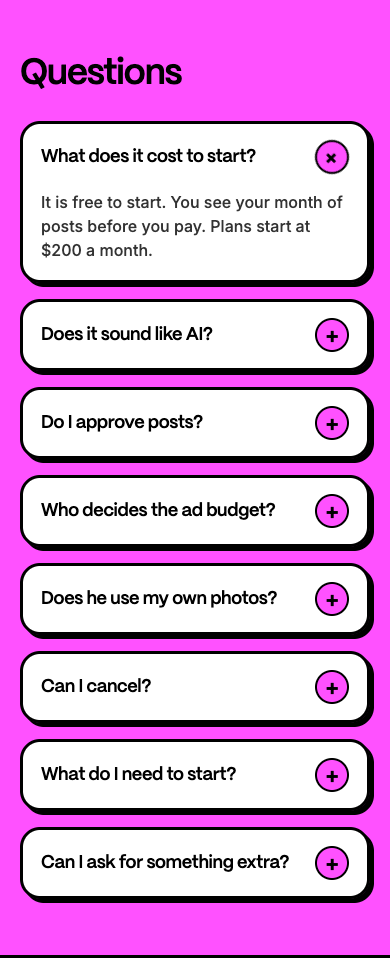 Questions
What does it cost to start?
It is free to start. You see your month of
posts before you pay. Plans start at
$200 a month.
Does it sound like AI?
Do I approve posts?
Who decides the ad budget?
Does he use my own photos?
Can I cancel?
What do I need to start?
Can I ask for something extra?